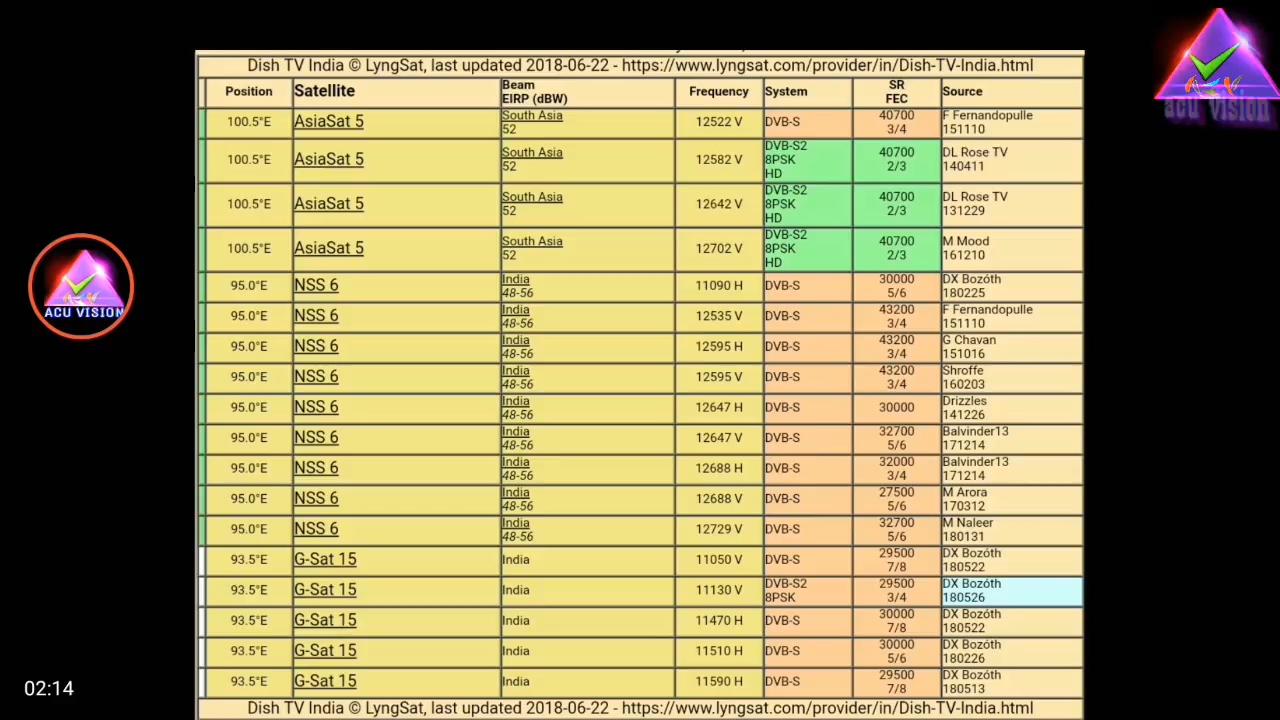 acu vision
Dish TV India © LyngSat, last updated 2018-06-22 - https://www.lyngsat.com/provider/in/Dish-TV-India.html
Position Satellite Beam EIRP (dBW) Frequency System SR FEC Source
100.5°E AsiaSat 5 South Asia 52 12522 V DVB-S 40700 3/4 F Fernandopulle 151110
100.5°E AsiaSat 5 South Asia 52 12582 V DVB-S2 8PSK HD 40700 2/3 DL Rose TV 140411
100.5°E AsiaSat 5 South Asia 52 12642 V DVB-S2 8PSK HD 40700 2/3 DL Rose TV 131229
100.5°E AsiaSat 5 South Asia 52 12702 V DVB-S2 8PSK HD 40700 2/3 M Mood 161210
95.0°E NSS 6 India 48-56 11090 H DVB-S 30000 5/6 DX Bozóth 180225
95.0°E NSS 6 India 48-56 12535 V DVB-S 43200 3/4 F Fernandopulle 151110
95.0°E NSS 6 India 48-56 12595 H DVB-S 43200 3/4 G Chavan 151016
95.0°E NSS 6 India 48-56 12595 V DVB-S 43200 3/4 Shroffe 160203
95.0°E NSS 6 India 48-56 12647 H DVB-S 30000 Drizzles 141226
95.0°E NSS 6 India 48-56 12647 V DVB-S 32700 5/6 Balvinder13 171214
95.0°E NSS 6 India 48-56 12688 H DVB-S 32000 3/4 Balvinder13 171214
95.0°E NSS 6 India 48-56 12688 V DVB-S 27500 5/6 M Arora 170312
95.0°E NSS 6 India 48-56 12729 V DVB-S 32700 5/6 M Naleer 180131
93.5°E G-Sat 15 India 11050 V DVB-S 29500 7/8 DX Bozóth 180522
93.5°E G-Sat 15 India 11130 V DVB-S2 8PSK 29500 3/4 DX Bozóth 180526
93.5°E G-Sat 15 India 11470 H DVB-S 30000 7/8 DX Bozóth 180522
93.5°E G-Sat 15 India 11510 H DVB-S 30000 5/6 DX Bozóth 180226
93.5°E G-Sat 15 India 11590 H DVB-S 29500 7/8 DX Bozóth 180513
Dish TV India © LyngSat, last updated 2018-06-22 - https://www.lyngsat.com/provider/in/Dish-TV-India.html
ACU VISION
02:14